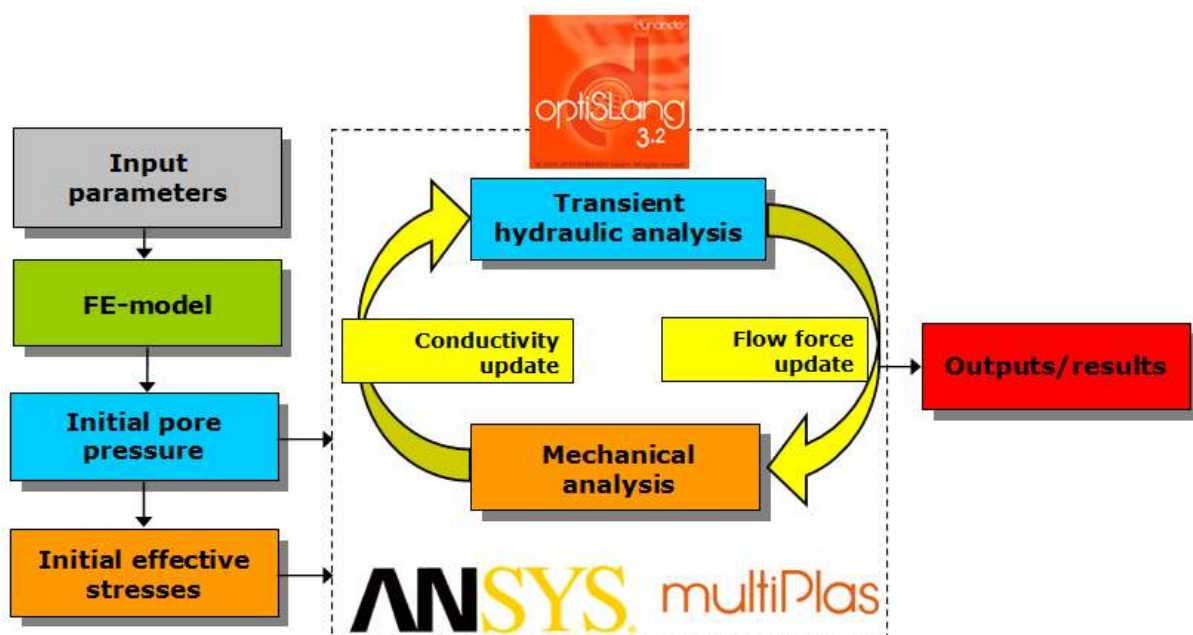 dynardo
optiSLang
3.2
Input
parameters
FE-model
Initial pore
pressure
Initial effective
stresses
Transient
hydraulic analysis
Conductivity
update
Flow force
update
Mechanical
analysis
Outputs/results
ANSYS®
multiPlas